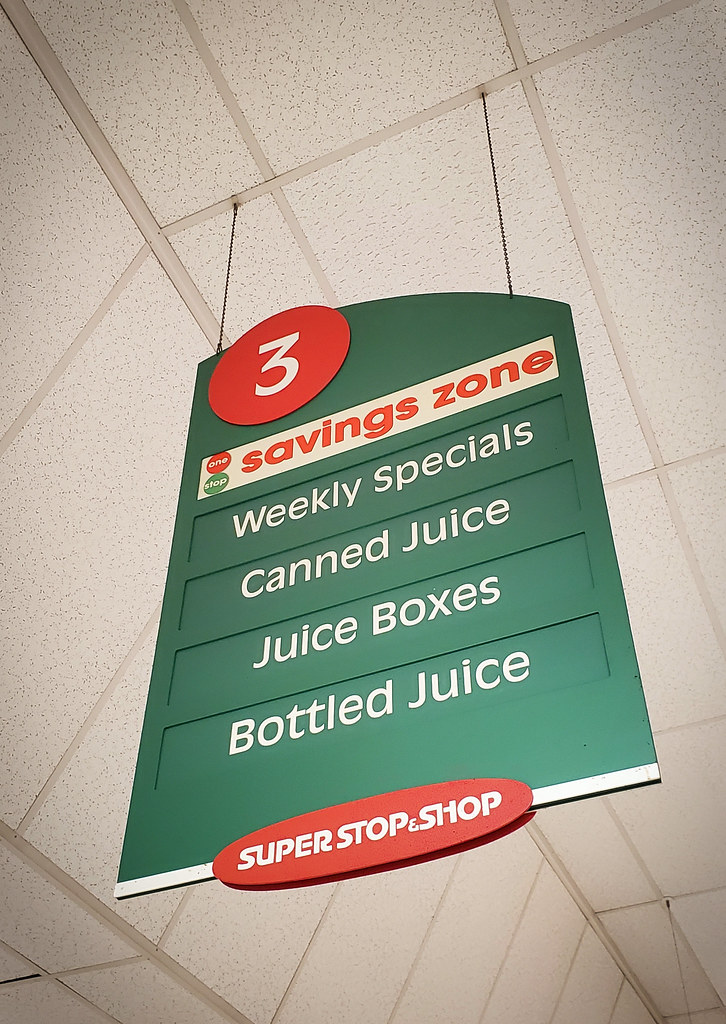 3
one stop savings zone
Weekly Specials
Canned Juice
Juice Boxes
Bottled Juice
SUPER STOP & SHOP